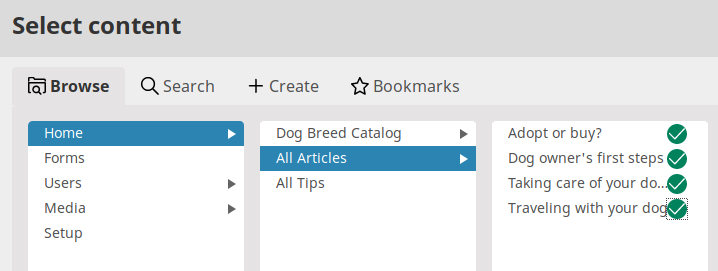 Select content
Browse
Search
Create
Bookmarks
Home
Forms
Users
Media
Setup
Dog Breed Catalog
All Articles
All Tips
Adopt or buy?
Dog owner's first steps
Taking care of your do...
Traveling with your dog